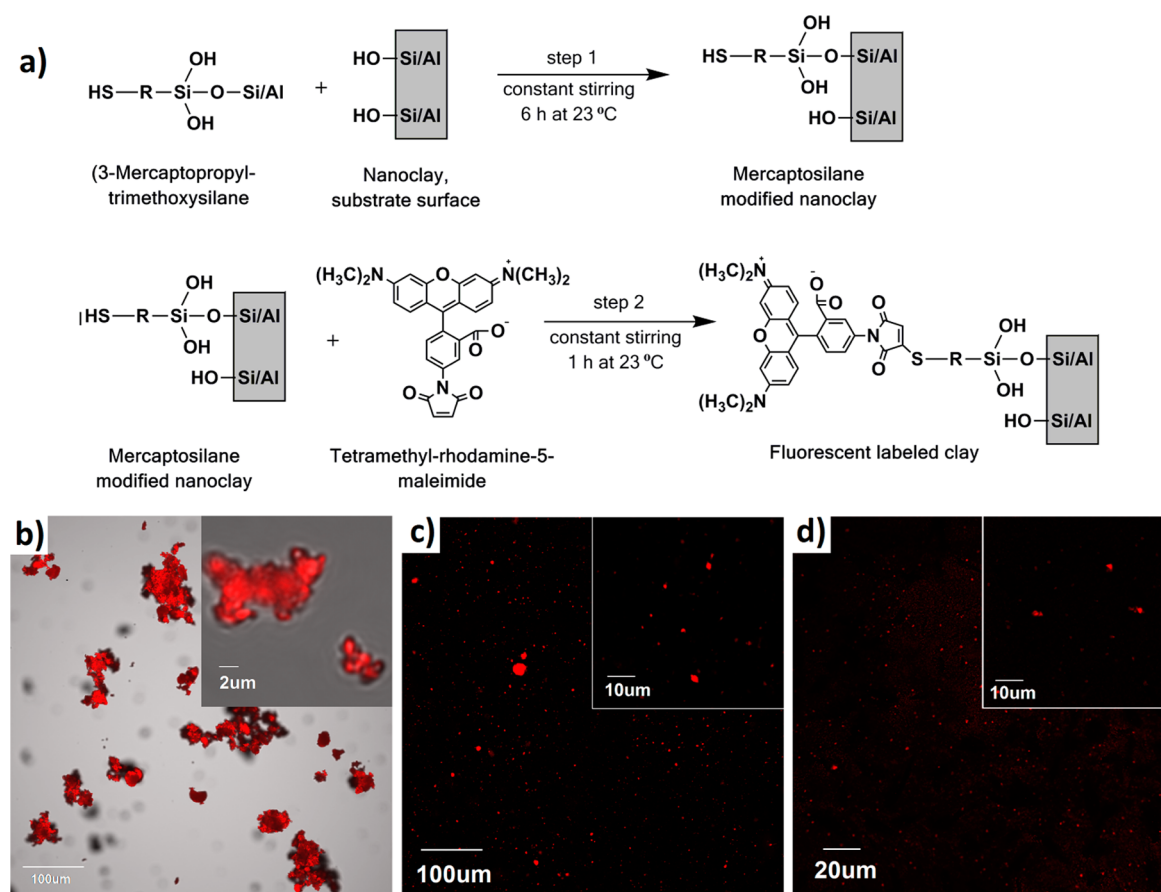 a)
OH
HS—R—Si—O—Si/Al
OH
(3-Mercaptopropyl-
trimethoxysilane
+
HO—Si/Al
HO—Si/Al
Nanoclay,
substrate surface
step 1
constant stirring
6 h at 23 ºC
OH
HS—R—Si—O—Si/Al
OH
HO—Si/Al
Mercaptosilane
modified nanoclay
OH
|HS—R—Si—O—Si/Al
OH
HO—Si/Al
Mercaptosilane
modified nanoclay
+
(H3C)2N O N(CH3)2 +
O O-
N
O O
Tetramethyl-rhodamine-5-
maleimide
step 2
constant stirring
1 h at 23 ºC
(H3C)2N +
O O-
O N O
O
S—R—Si—O—Si/Al
OH
OH
(H3C)2N
HO—Si/Al
Fluorescent labeled clay
b)
2um
100um
c)
10um
100um
d)
10um
20um